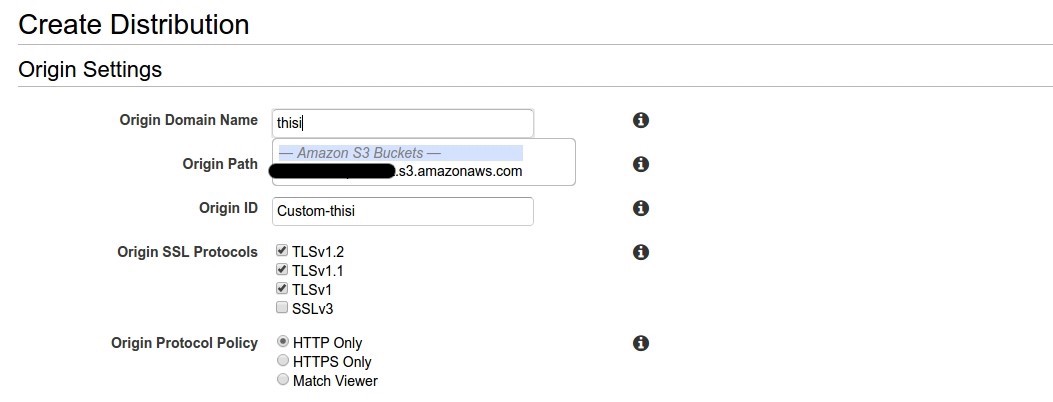 Create Distribution
Origin Settings
Origin Domain Name thisi
— Amazon S3 Buckets —
Origin Path .s3.amazonaws.com
Origin ID Custom-thisi
Origin SSL Protocols TLSv1.2
TLSv1.1
TLSv1
SSLv3
Origin Protocol Policy HTTP Only
HTTPS Only
Match Viewer